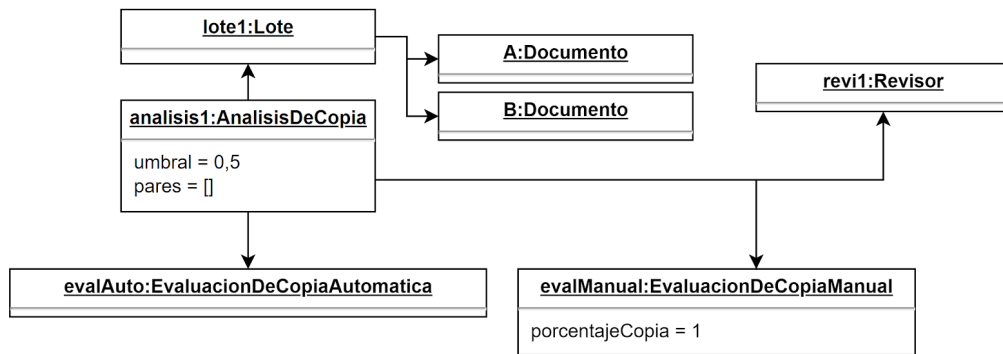 lote1:Lote
A:Documento
revi1:Revisor
B:Documento
analisis1:AnalisisDeCopia
umbral = 0,5
pares = []
evalAuto:EvaluacionDeCopiaAutomatica
evalManual:EvaluacionDeCopiaManual
porcentajeCopia = 1